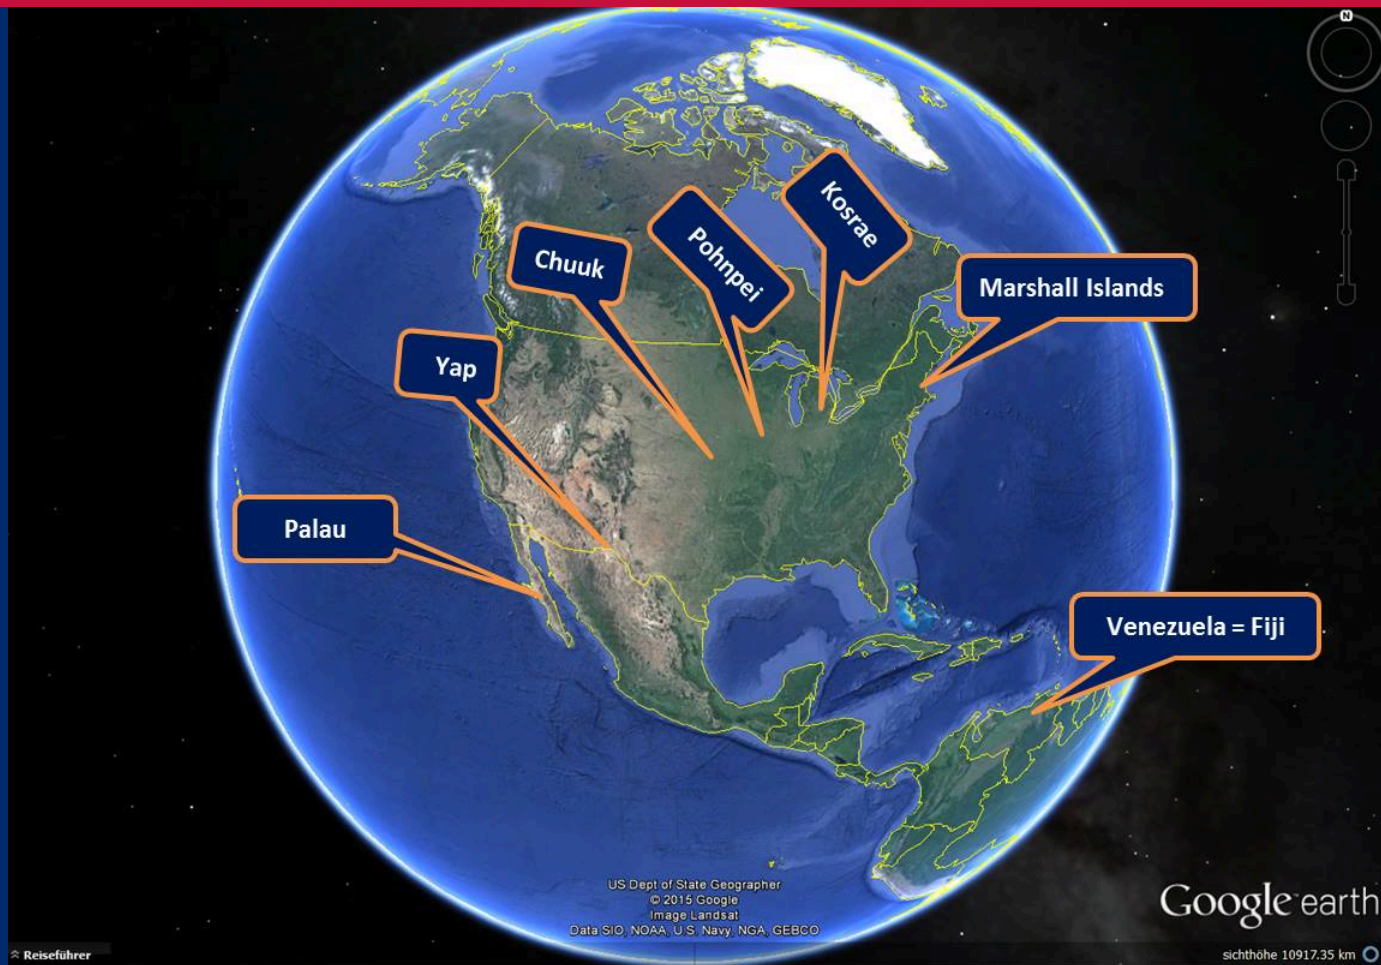 N
Kosrae
Pohnpei
Chuuk
Marshall Islands
Yap
Palau
Venezuela = Fiji
US Dept of State Geographer
© 2015 Google
Image Landsat
Data SIO, NOAA, U.S. Navy, NGA, GEBCO
Google earth
Reiseführer
sichthöhe 10917.35 km